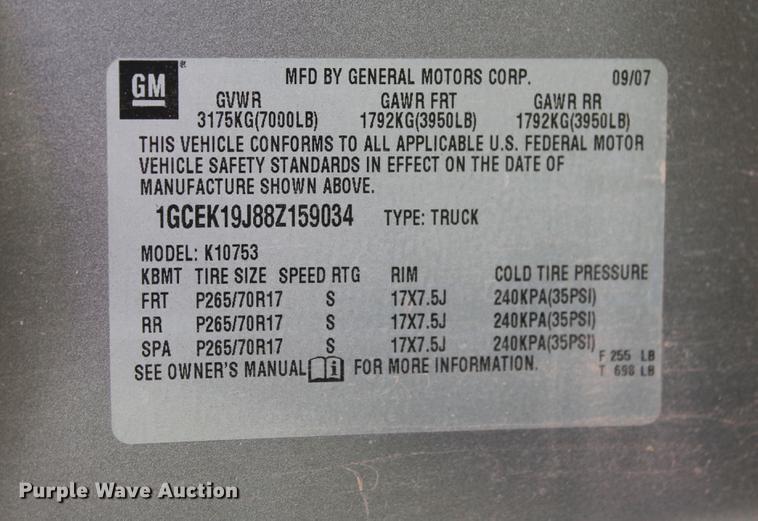 GM ® MFD BY GENERAL MOTORS CORP. 09/07
GVWR GAWR FRT GAWR RR
3175KG(7000LB) 1792KG(3950LB) 1792KG(3950LB)
THIS VEHICLE CONFORMS TO ALL APPLICABLE U.S. FEDERAL MOTOR
VEHICLE SAFETY STANDARDS IN EFFECT ON THE DATE OF
MANUFACTURE SHOWN ABOVE.
1GCEK19J88Z159034 TYPE: TRUCK
MODEL: K10753
KBMT TIRE SIZE SPEED RTG RIM COLD TIRE PRESSURE
FRT P265/70R17 S 17X7.5J 240KPA(35PSI)
RR P265/70R17 S 17X7.5J 240KPA(35PSI)
SPA P265/70R17 S 17X7.5J 240KPA(35PSI)
SEE OWNER'S MANUAL i FOR MORE INFORMATION.
F 255 LB
T 698 LB
Purple Wave Auction